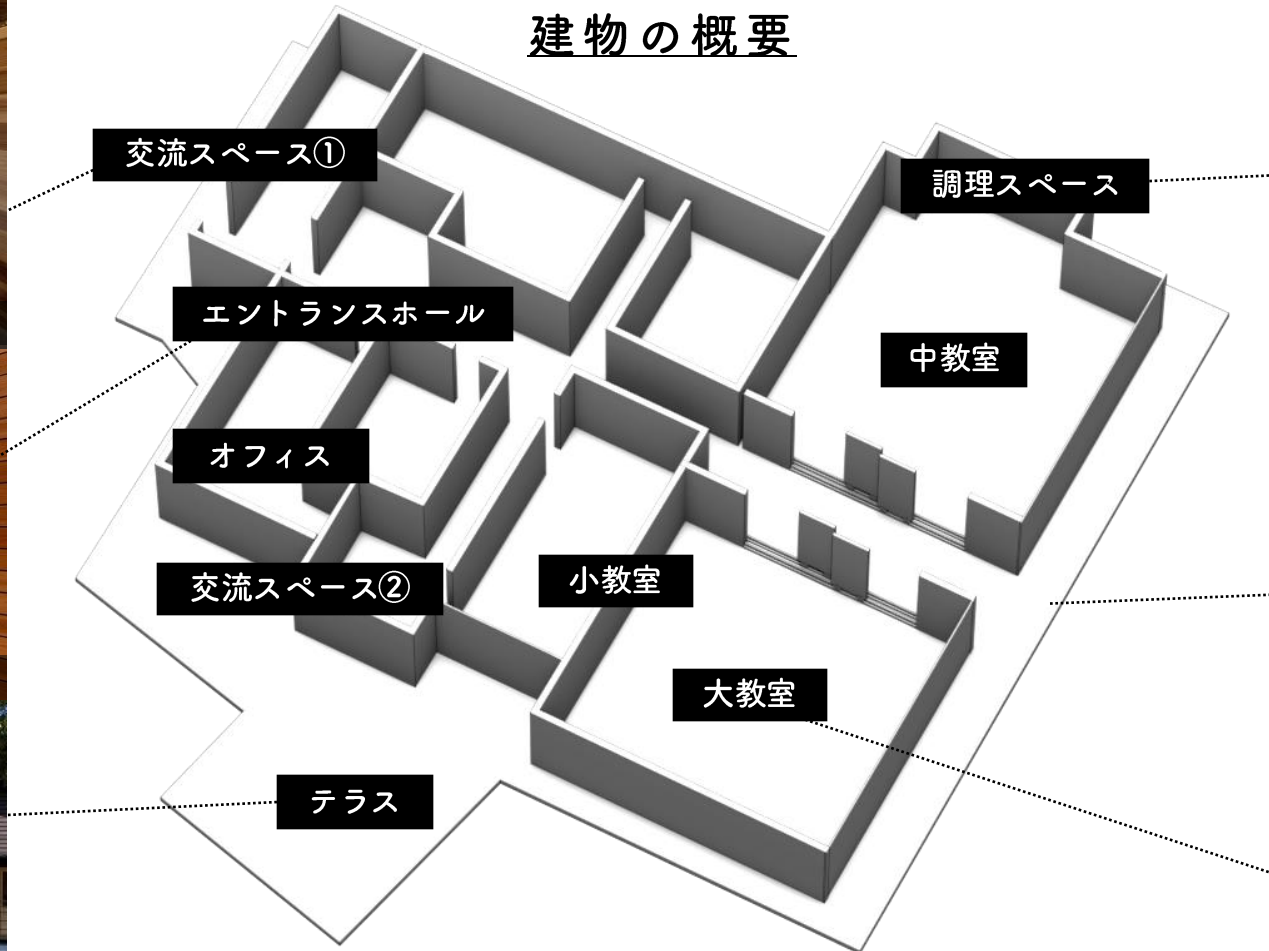 建物の概要
交流スペース①
調理スペース
エントランスホール
中教室
オフィス
交流スペース②
小教室
大教室
テラス